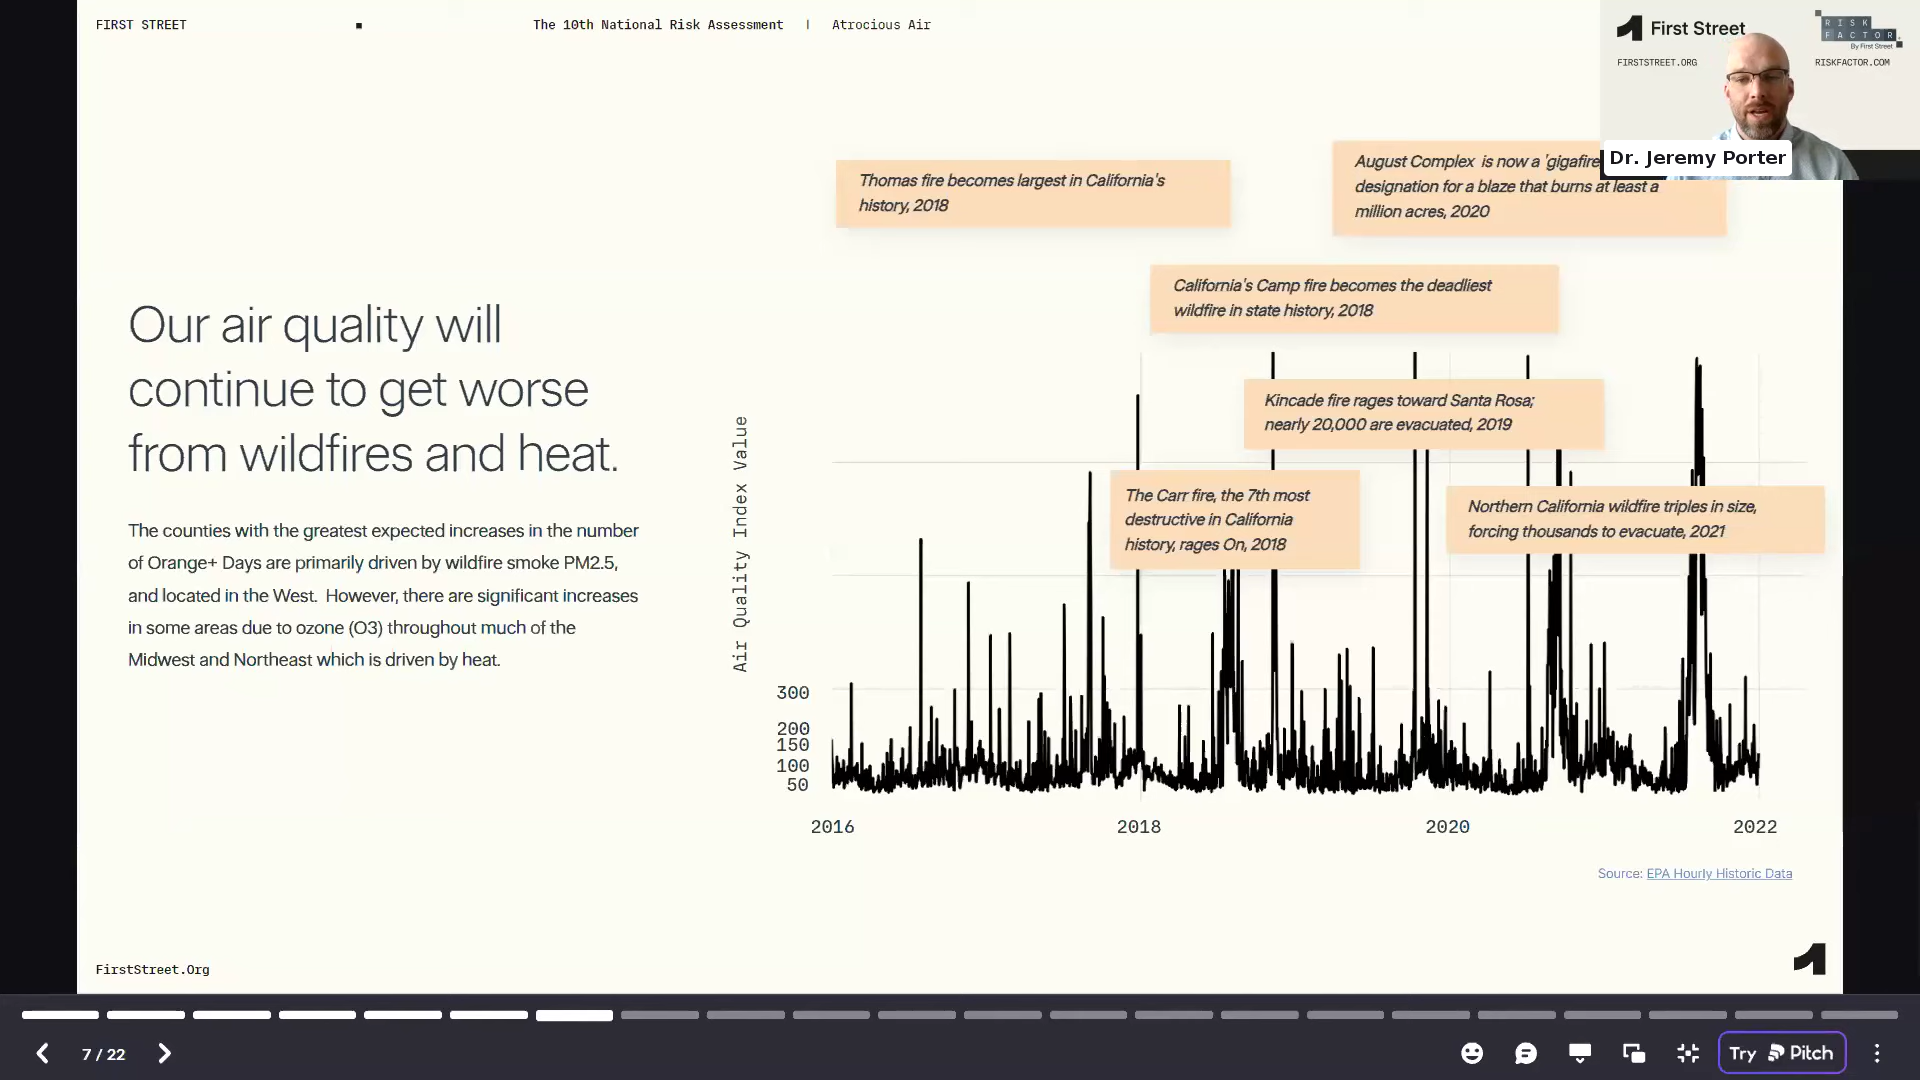 FIRST STREET
The 10th National Risk Assessment | Atrocious Air
First Street
RISK
FACTOR
By First Street
FIRSTSTREET.ORG
RISKFACTOR.COM
Dr. Jeremy Porter
Thomas fire becomes largest in California's
history, 2018
August Complex is now a 'gigafire
designation for a blaze that burns at least a
million acres, 2020
California's Camp fire becomes the deadliest
wildfire in state history, 2018
Kincade fire rages toward Santa Rosa;
nearly 20,000 are evacuated, 2019
The Carr fire, the 7th most
destructive in California
history, rages On, 2018
Northern California wildfire triples in size,
forcing thousands to evacuate, 2021
Our air quality will
continue to get worse
from wildfires and heat.
The counties with the greatest expected increases in the number
of Orange+ Days are primarily driven by wildfire smoke PM2.5,
and located in the West. However, there are significant increases
in some areas due to ozone (O3) throughout much of the
Midwest and Northeast which is driven by heat.
Air Quality Index Value
300
200
150
100
50
2016
2018
2020
2022
Source: EPA Hourly Historic Data
FirstStreet.Org
7 / 22
Try Pitch